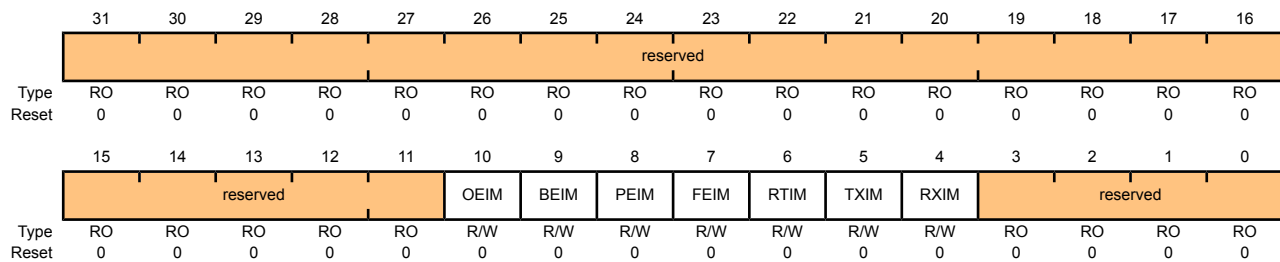 31 30 29 28 27 26 25 24 23 22 21 20 19 18 17 16
reserved
Type RO RO RO RO RO RO RO RO RO RO RO RO RO RO RO RO
Reset 0 0 0 0 0 0 0 0 0 0 0 0 0 0 0 0
15 14 13 12 11 10 9 8 7 6 5 4 3 2 1 0
reserved OEIM BEIM PEIM FEIM RTIM TXIM RXIM reserved
Type RO RO RO RO RO R/W R/W R/W R/W R/W R/W R/W RO RO RO RO
Reset 0 0 0 0 0 0 0 0 0 0 0 0 0 0 0 0